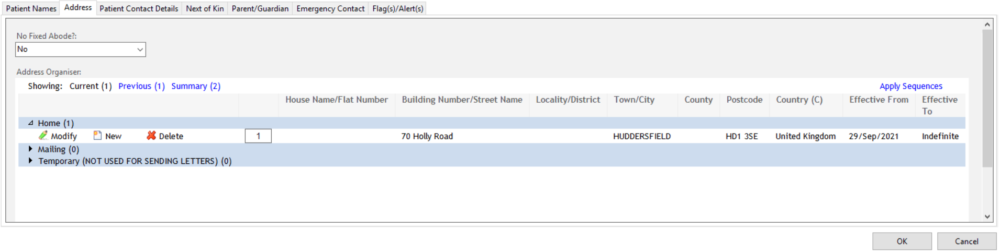 Patient Names Address Patient Contact Details Next of Kin Parent/Guardian Emergency Contact Flag(s)/Alert(s)
No Fixed Abode?:
No
Address Organiser:
Showing: Current (1) Previous (1) Summary (2) Apply Sequences
House Name/Flat Number Building Number/Street Name Locality/District Town/City County Postcode Country (C) Effective From Effective To
Home (1)
Modify New Delete 1 70 Holly Road HUDDERSFIELD HD1 3SE United Kingdom 29/Sep/2021 Indefinite
Mailing (0)
Temporary (NOT USED FOR SENDING LETTERS) (0)
OK Cancel